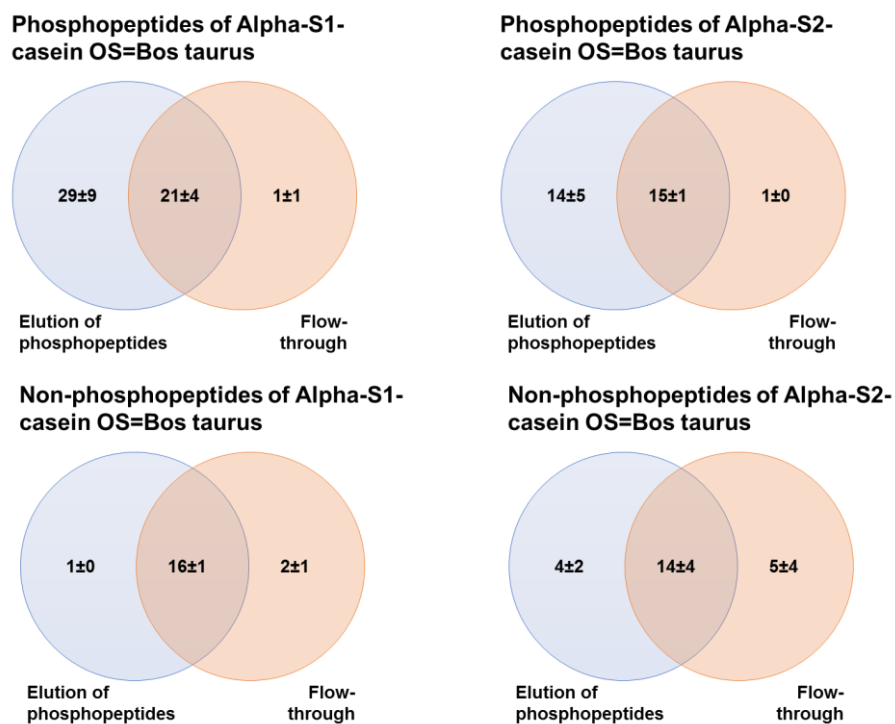 Phosphopeptides of Alpha-S1-
casein OS=Bos taurus
29±9
21±4
1±1
Elution of
phosphopeptides
Flow-
through
Phosphopeptides of Alpha-S2-
casein OS=Bos taurus
14±5
15±1
1±0
Elution of
phosphopeptides
Flow-
through
Non-phosphopeptides of Alpha-S1-
casein OS=Bos taurus
1±0
16±1
2±1
Elution of
phosphopeptides
Flow-
through
Non-phosphopeptides of Alpha-S2-
casein OS=Bos taurus
4±2
14±4
5±4
Elution of
phosphopeptides
Flow-
through